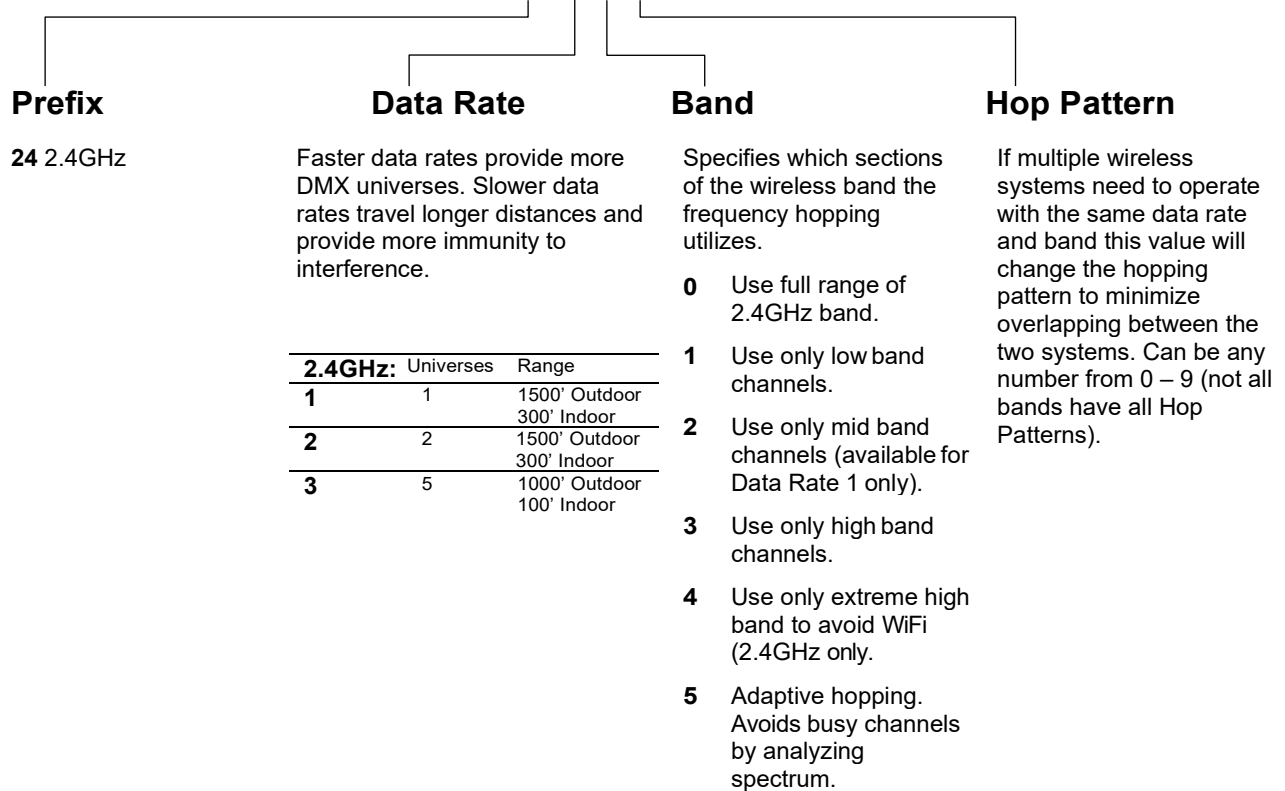 Prefix
Data Rate
Band
Hop Pattern
24 2.4GHz
Faster data rates provide more
DMX universes. Slower data
rates travel longer distances and
provide more immunity to
interference.
2.4GHz: Universes Range
1 1 1500’ Outdoor
300’ Indoor
2 2 1500’ Outdoor
300’ Indoor
3 5 1000’ Outdoor
100’ Indoor
Specifies which sections
of the wireless band the
frequency hopping
utilizes.
0 Use full range of
2.4GHz band.
1 Use only low band
channels.
2 Use only mid band
channels (available for
Data Rate 1 only).
3 Use only high band
channels.
4 Use only extreme high
band to avoid WiFi
(2.4GHz only.
5 Adaptive hopping.
Avoids busy channels
by analyzing
spectrum.
If multiple wireless
systems need to operate
with the same data rate
and band this value will
change the hopping
pattern to minimize
overlapping between the
two systems. Can be any
number from 0 – 9 (not all
bands have all Hop
Patterns).